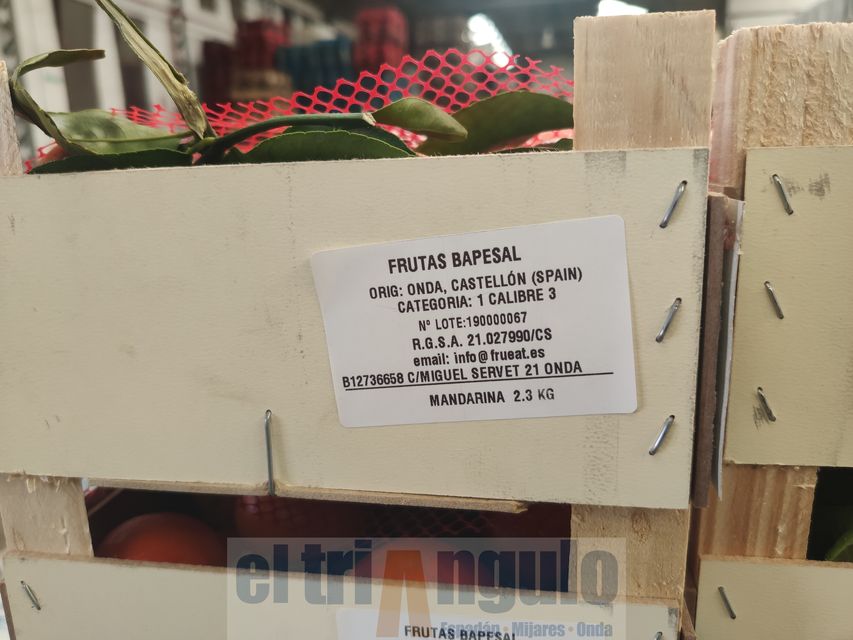 FRUTAS BAPESAL
ORIG: ONDA, CASTELLÓN (SPAIN)
CATEGORIA: 1 CALIBRE 3
Nº LOTE:190000067
R.G.S.A. 21.027990/CS
email: info@frueat.es
B12736658 C/MIGUEL SERVET 21 ONDA
MANDARINA 2.3 KG
el triAngulo
Espadán · Mijares · Onda
FRUTAS BAPESAL